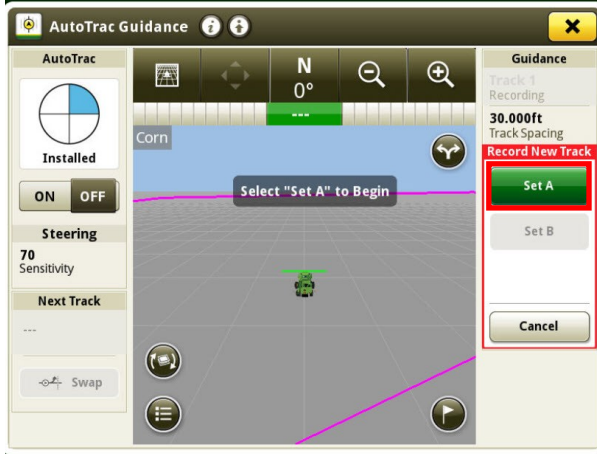 AutoTrac Guidance
AutoTrac
Installed
ON OFF
Steering
70
Sensitivity
Next Track
---
Swap
N
0°
---
Corn
Select "Set A" to Begin
Guidance
Track 1
Recording
30.000ft
Track Spacing
Record New Track
Set A
Set B
Cancel